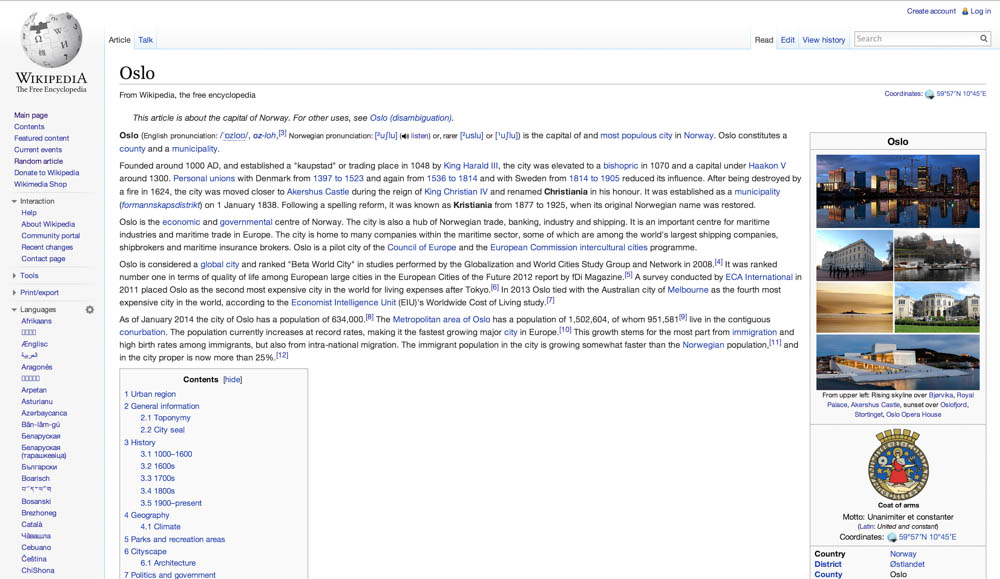 Create account Log in
WIKIPEDIA
The Free Encyclopedia
Article Talk
Read Edit View history Search
Main page
Contents
Featured content
Current events
Random article
Donate to Wikipedia
Wikimedia Shop
Interaction
Help
About Wikipedia
Community portal
Recent changes
Contact page
Tools
Print/export
Languages
Afrikaans
Ænglisc
العربية
Aragonés
Arpetan
Asturianu
Azərbaycanca
Bân-lâm-gú
Беларуская
Беларуская
(тарашкевіца)
Български
Boarisch
Bosanski
Brezhoneg
Català
Чӑвашла
Cebuano
Čeština
ChiShona
Oslo
From Wikipedia, the free encyclopedia
Coordinates: 59°57′N 10°45′E
This article is about the capital of Norway. For other uses, see Oslo (disambiguation).
Oslo (English pronunciation: /ˈɒzloʊ/, oz-loh,[3] Norwegian pronunciation: [²uʃlu] (listen) or, rarer [²uslu] or [¹uʃlu]) is the capital of and most populous city in Norway. Oslo constitutes a
county and a municipality.
Founded around 1000 AD, and established a "kaupstad" or trading place in 1048 by King Harald III, the city was elevated to a bishopric in 1070 and a capital under Haakon V
around 1300. Personal unions with Denmark from 1397 to 1523 and again from 1536 to 1814 and with Sweden from 1814 to 1905 reduced its influence. After being destroyed by
a fire in 1624, the city was moved closer to Akershus Castle during the reign of King Christian IV and renamed Christiania in his honour. It was established as a municipality
(formannskapsdistrikt) on 1 January 1838. Following a spelling reform, it was known as Kristiania from 1877 to 1925, when its original Norwegian name was restored.
Oslo is the economic and governmental centre of Norway. The city is also a hub of Norwegian trade, banking, industry and shipping. It is an important centre for maritime
industries and maritime trade in Europe. The city is home to many companies within the maritime sector, some of which are among the world's largest shipping companies,
shipbrokers and maritime insurance brokers. Oslo is a pilot city of the Council of Europe and the European Commission intercultural cities programme.
Oslo is considered a global city and ranked "Beta World City" in studies performed by the Globalization and World Cities Study Group and Network in 2008.[4] It was ranked
number one in terms of quality of life among European large cities in the European Cities of the Future 2012 report by fDi Magazine.[5] A survey conducted by ECA International in
2011 placed Oslo as the second most expensive city in the world for living expenses after Tokyo.[6] In 2013 Oslo tied with the Australian city of Melbourne as the fourth most
expensive city in the world, according to the Economist Intelligence Unit (EIU)'s Worldwide Cost of Living study.[7]
As of January 2014 the city of Oslo has a population of 634,000.[8] The Metropolitan area of Oslo has a population of 1,502,604, of whom 951,581[9] live in the contiguous
conurbation. The population currently increases at record rates, making it the fastest growing major city in Europe.[10] This growth stems for the most part from immigration and
high birth rates among immigrants, but also from intra-national migration. The immigrant population in the city is growing somewhat faster than the Norwegian population,[11] and
in the city proper is now more than 25%.[12]
Contents [hide]
1 Urban region
2 General information
2.1 Toponymy
2.2 City seal
3 History
3.1 1000–1600
3.2 1600s
3.3 1700s
3.4 1800s
3.5 1900–present
4 Geography
4.1 Climate
5 Parks and recreation areas
6 Cityscape
6.1 Architecture
7 Politics and government
Oslo
From upper left: Rising skyline over Bjørvika, Royal
Palace, Akershus Castle, sunset over Oslofjord,
Stortinget, Oslo Opera House
Coat of arms
Motto: Unanimiter et constanter
(Latin: United and constant)
Coordinates: 59°57′N 10°45′E
Country Norway
District Østlandet
County Oslo